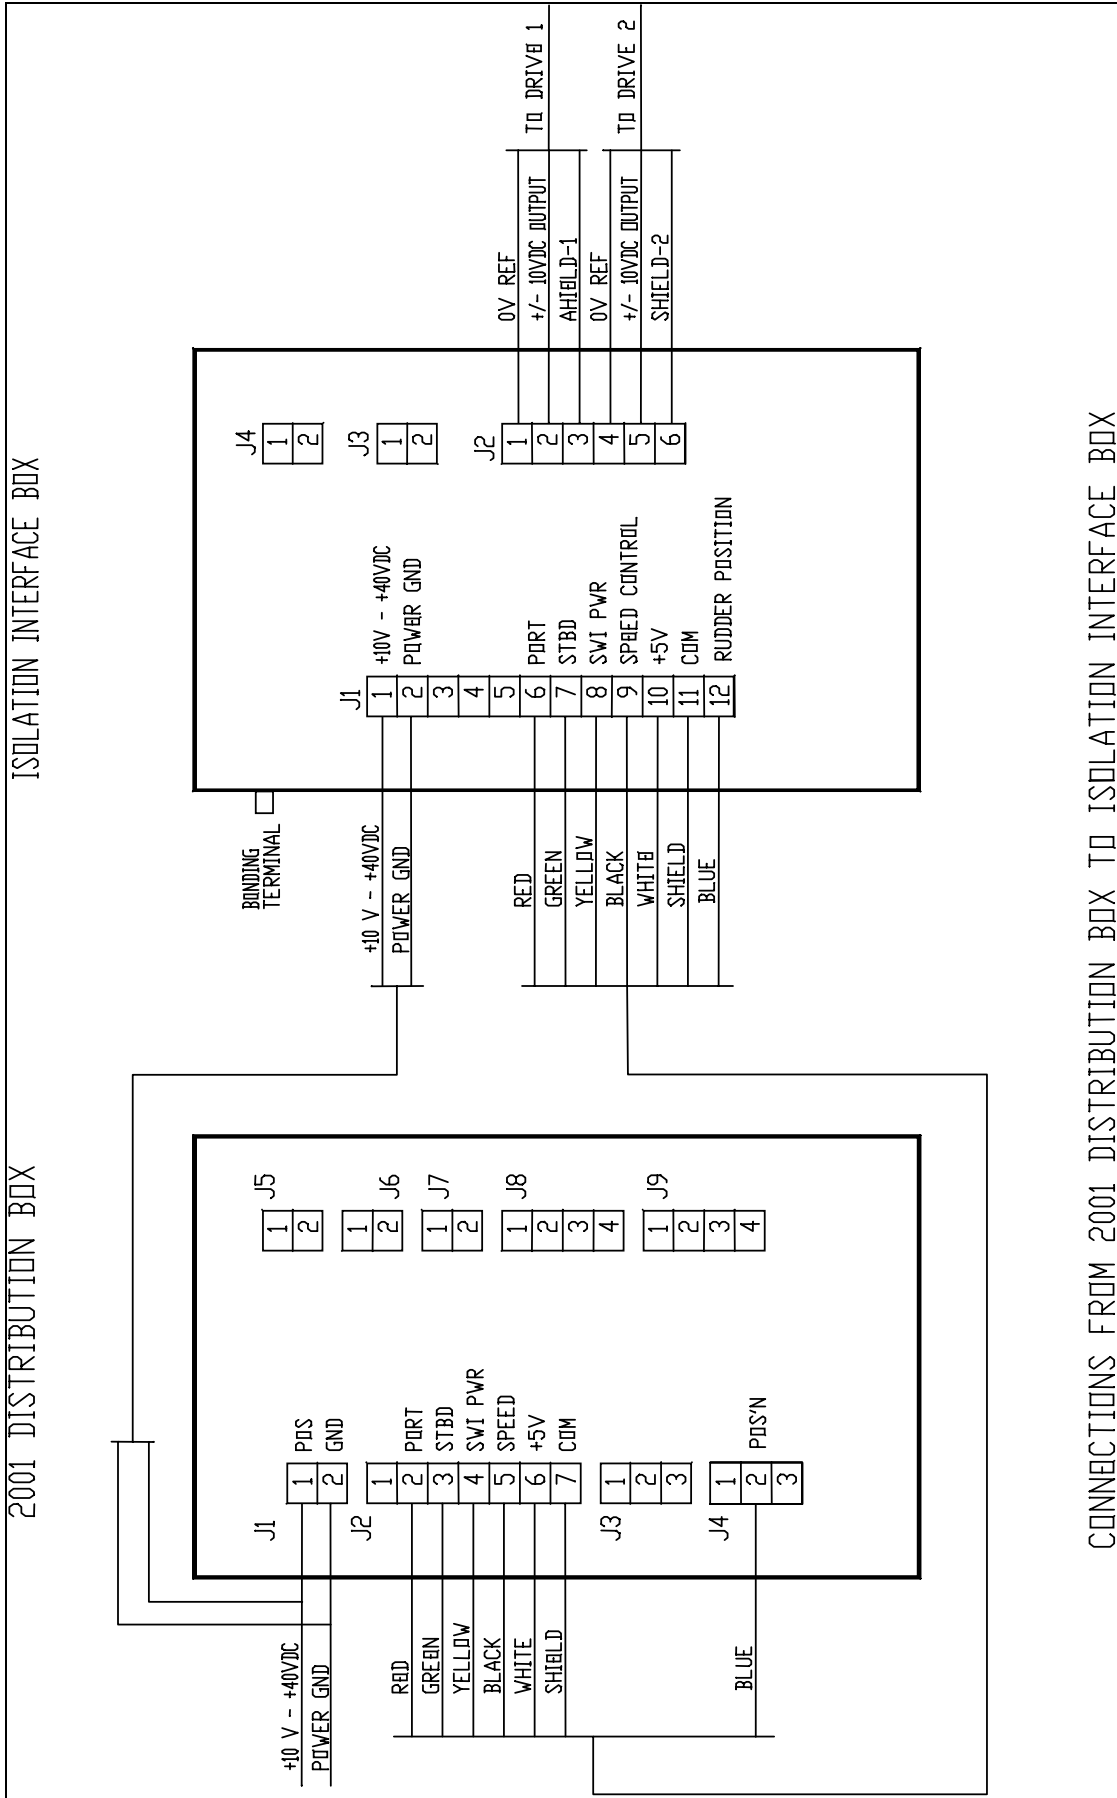 2001 DISTRIBUTION BOX
ISOLATION INTERFACE BOX
+10 V - +40VDC
POWER GND
J1
1 POS
2 GND
J2
1
2 PORT
3 STBD
4 SWI PWR
5 SPEED
6 +5V
7 COM
RED
GREEN
YELLOW
BLACK
WHITE
SHIELD
J3
1
2
3
J4
1
2 POS'N
3
BLUE
J5
1
2
J6
1
2
J7
1
2
J8
1
2
3
4
J9
1
2
3
4
BONDING
TERMINAL
+10 V - +40VDC
POWER GND
RED
GREEN
YELLOW
BLACK
WHITE
SHIELD
BLUE
J1
1 +10V - +40VDC
2 POWER GND
3
4
5
6 PORT
7 STBD
8 SWI PWR
9 SPEED CONTROL
10 +5V
11 COM
12 RUDDER POSITION
J4
1
2
J3
1
2
J2
1
2
3
4
5
6
0V REF
+/- 10VDC OUTPUT
AHIELD-1
0V REF
+/- 10VDC OUTPUT
SHIELD-2
TO DRIVE 1
TO DRIVE 2
CONNECTIONS FROM 2001 DISTRIBUTION BOX TO ISOLATION INTERFACE BOX